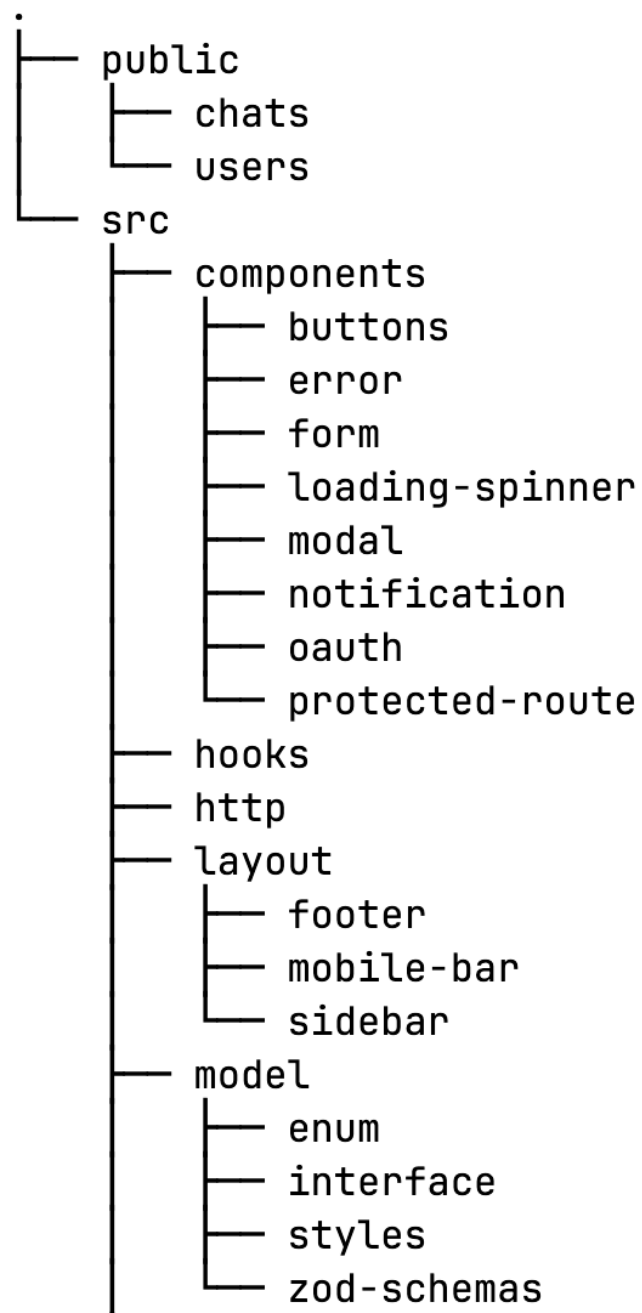 .
├── public
│   ├── chats
│   └── users
└── src
    ├── components
    │   ├── buttons
    │   ├── error
    │   ├── form
    │   ├── loading-spinner
    │   ├── modal
    │   ├── notification
    │   ├── oauth
    │   └── protected-route
    ├── hooks
    ├── http
    ├── layout
    │   ├── footer
    │   ├── mobile-bar
    │   └── sidebar
    ├── model
    │   ├── enum
    │   ├── interface
    │   ├── styles
    │   └── zod-schemas